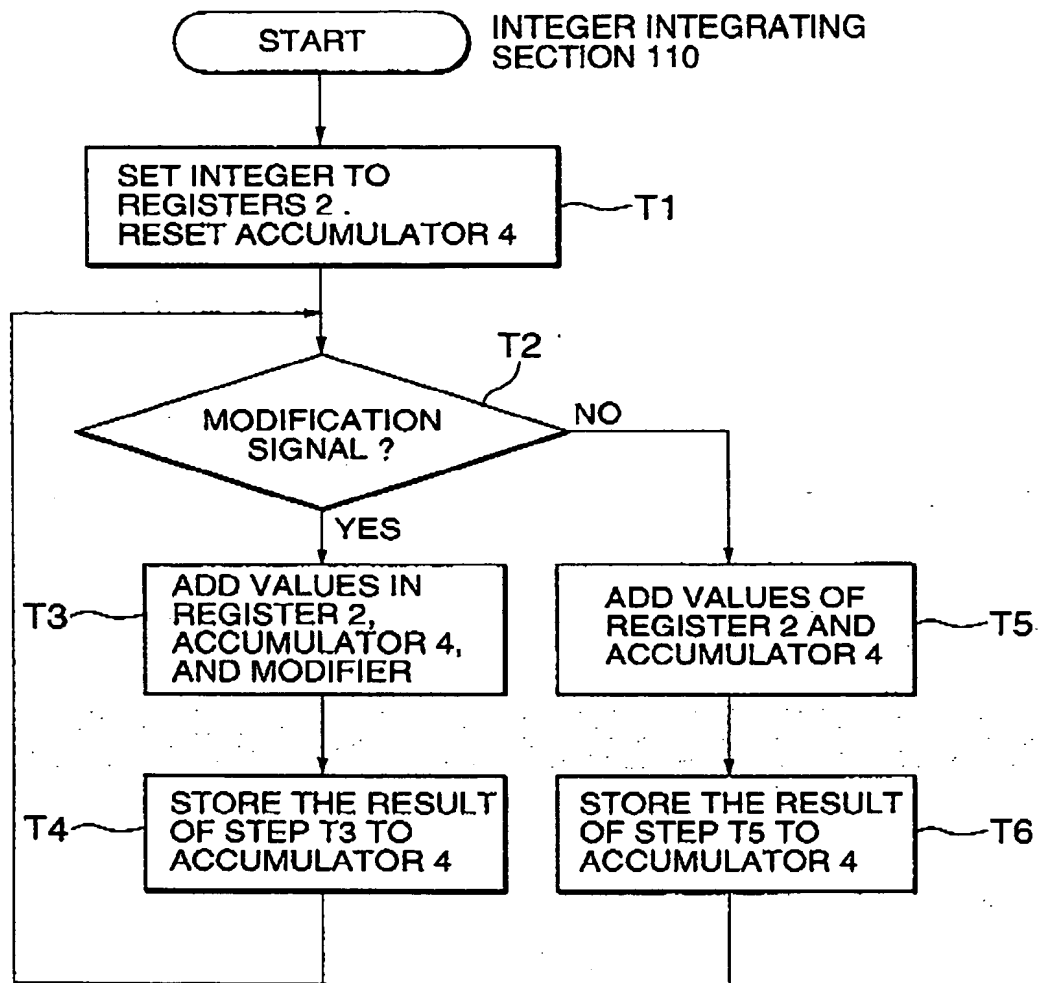 START
INTEGER INTEGRATING
SECTION 110
SET INTEGER TO
REGISTERS 2 .
RESET ACCUMULATOR 4
T1
T2
MODIFICATION
SIGNAL ?
NO
YES
T3
ADD VALUES IN
REGISTER 2,
ACCUMULATOR 4,
AND MODIFIER
ADD VALUES OF
REGISTER 2 AND
ACCUMULATOR 4
T5
T4
STORE THE RESULT
OF STEP T3 TO
ACCUMULATOR 4
STORE THE RESULT
OF STEP T5 TO
ACCUMULATOR 4
T6